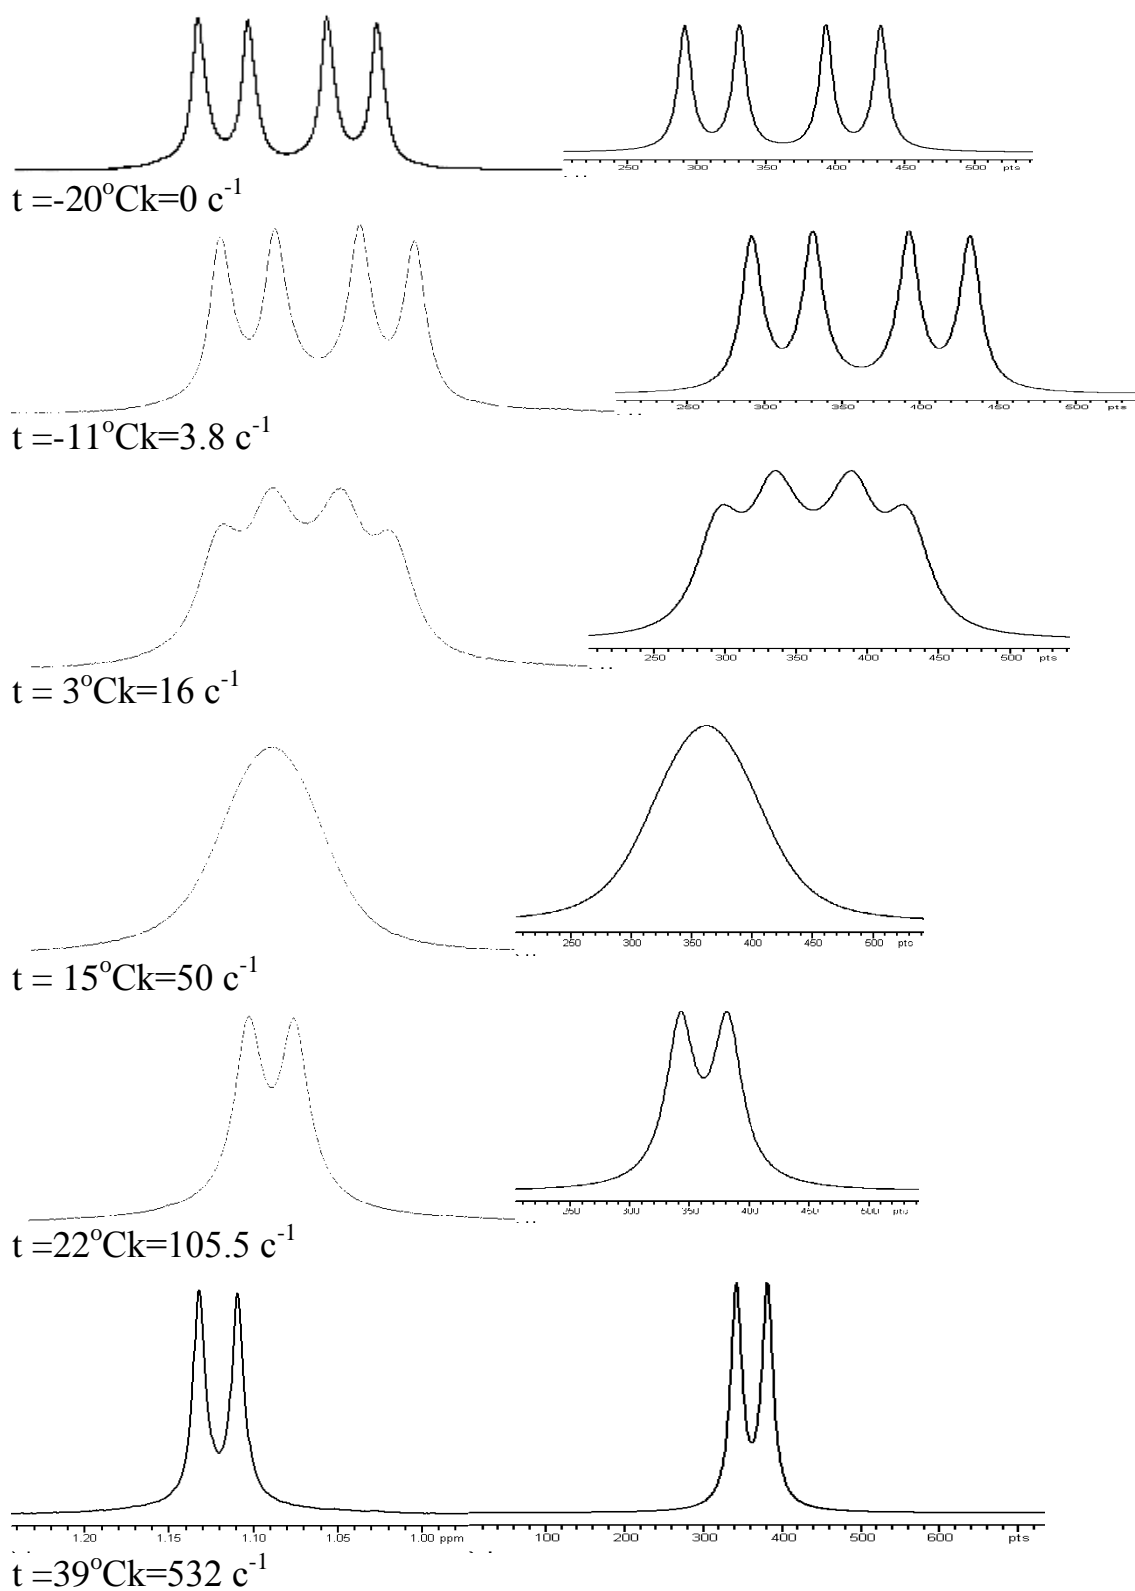 250 300 350 400 450 500 pts
t =-20°Ck=0 c⁻¹
250 300 350 400 450 500 pts
t =-11°Ck=3.8 c⁻¹
250 300 350 400 450 500 pts
t = 3°Ck=16 c⁻¹
250 300 350 400 450 500 pts
t = 15°Ck=50 c⁻¹
250 300 350 400 450 500 pts
t =22°Ck=105.5 c⁻¹
1.20 1.15 1.10 1.05 1.00 ppm 100 200 300 400 500 600 pts
t =39°Ck=532 c⁻¹